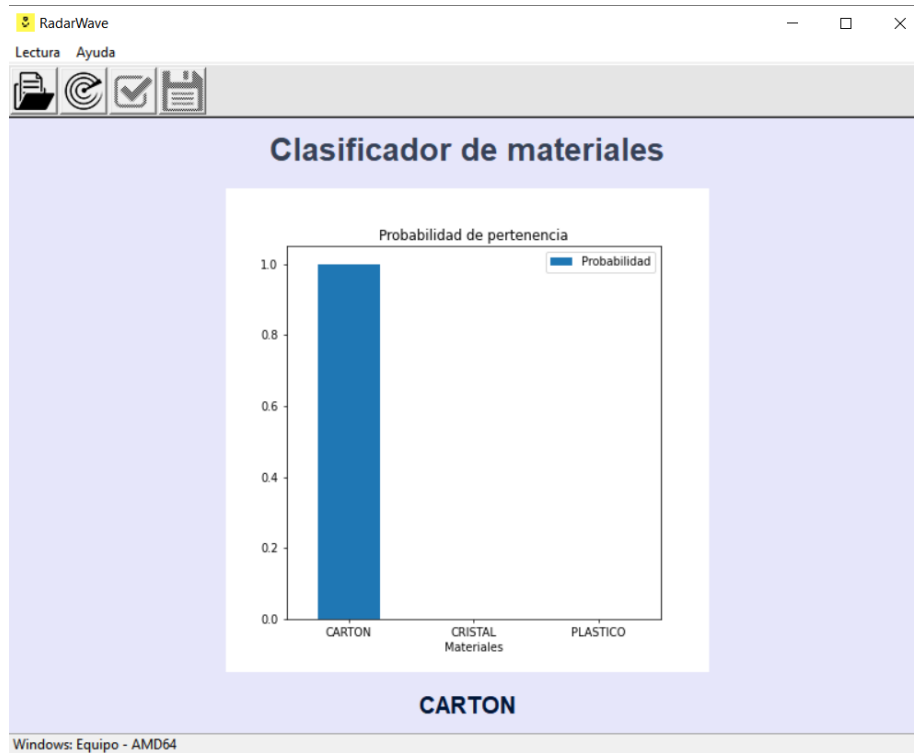 RadarWave
Lectura Ayuda
Clasificador de materiales
Probabilidad de pertenencia
Probabilidad
1.0
0.8
0.6
0.4
0.2
0.0
CARTON CRISTAL PLASTICO
Materiales
CARTON
Windows: Equipo - AMD64